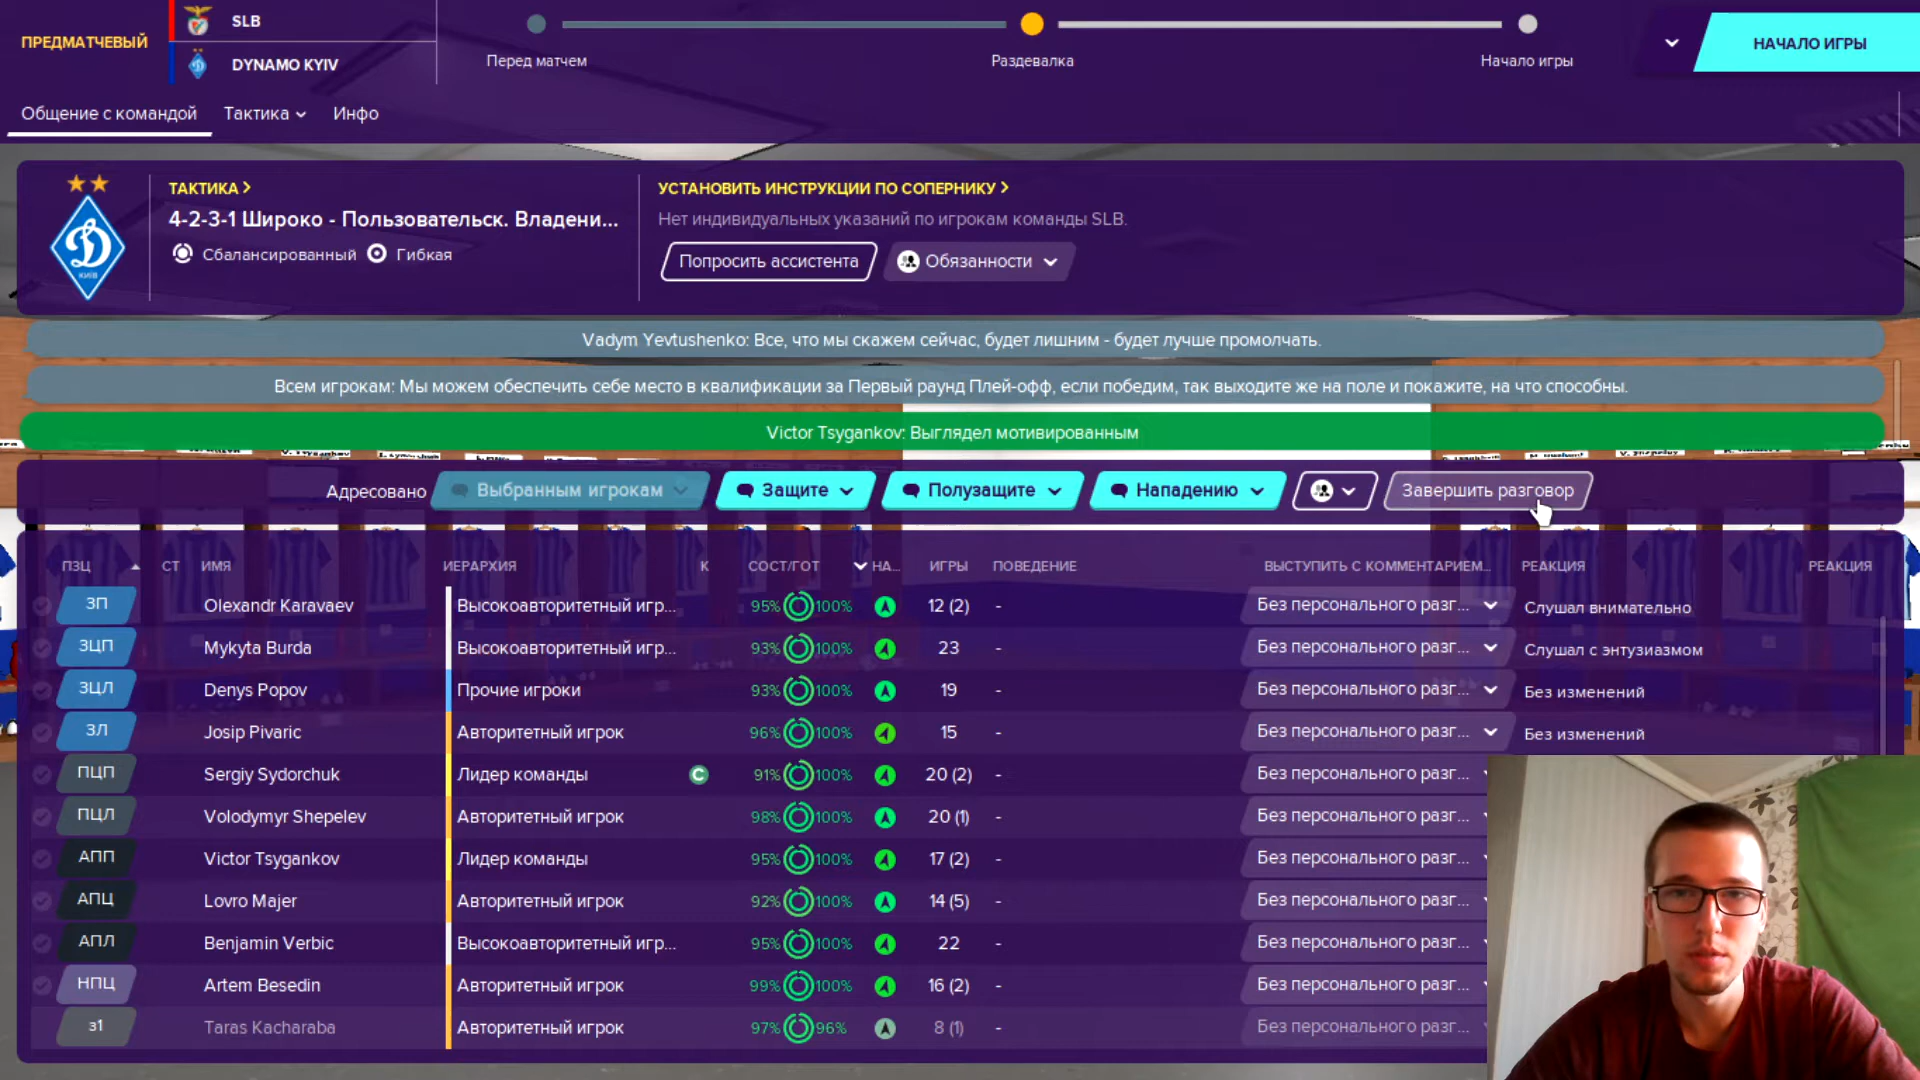 ПРЕДМАТЧЕВЫЙ
SLB
DYNAMO KYIV
Перед матчем
Раздевалка
Начало игры
НАЧАЛО ИГРЫ
Общение с командой
Тактика
Инфо
ТАКТИКА
4-2-3-1 Широко - Пользовательск. Владени...
Сбалансированный
Гибкая
УСТАНОВИТЬ ИНСТРУКЦИИ ПО СОПЕРНИКУ
Нет индивидуальных указаний по игрокам команды SLB.
Попросить ассистента
Обязанности
Vadym Yevtushenko: Все, что мы скажем сейчас, будет лишним - будет лучше промолчать.
Всем игрокам: Мы можем обеспечить себе место в квалификации за Первый раунд Плей-офф, если победим, так выходите же на поле и покажите, на что способны.
Victor Tsygankov: Выглядел мотивированным
Адресовано
Выбранным игрокам
Защите
Полузащите
Нападению
Завершить разговор
ПЗЦ СТ ИМЯ ИЕРАРХИЯ К СОСТ/ГОТ НА... ИГРЫ ПОВЕДЕНИЕ ВЫСТУПИТЬ С КОММЕНТАРИЕМ... РЕАКЦИЯ РЕАКЦИЯ
ЗП Olexandr Karavaev Высокоавторитетный игр... 95% 100% 12 (2) - Без персонального разг... Слушал внимательно
ЗЦП Mykyta Burda Высокоавторитетный игр... 93% 100% 23 - Без персонального разг... Слушал с энтузиазмом
ЗЦЛ Denys Popov Прочие игроки 93% 100% 19 - Без персонального разг... Без изменений
ЗЛ Josip Pivaric Авторитетный игрок 96% 100% 15 - Без персонального разг... Без изменений
ПЦП Sergiy Sydorchuk Лидер команды C 91% 100% 20 (2) - Без персонального разг...
ПЦЛ Volodymyr Shepelev Авторитетный игрок 98% 100% 20 (1) - Без персонального разг...
АПП Victor Tsygankov Лидер команды 95% 100% 17 (2) - Без персонального разг...
АПЦ Lovro Majer Авторитетный игрок 92% 100% 14 (5) - Без персонального разг...
АПЛ Benjamin Verbic Высокоавторитетный игр... 95% 100% 22 - Без персонального разг...
НПЦ Artem Besedin Авторитетный игрок 99% 100% 16 (2) - Без персонального разг...
з1 Taras Kacharaba Авторитетный игрок 97% 96% 8 (1) - Без персонального разг...